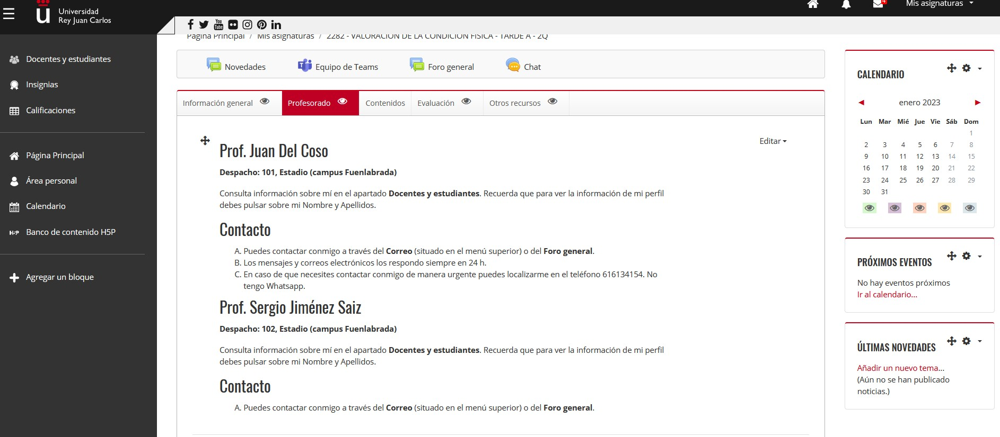 Universidad
Rey Juan Carlos
4
Mis asignaturas
Página Principal / Mis asignaturas / 2282 - VALORACIÓN DE LA CONDICIÓN FÍSICA - TARDE A - 2Q
Docentes y estudiantes
Insignias
Calificaciones
Página Principal
Área personal
Calendario
H-P Banco de contenido H5P
Agregar un bloque
Novedades
Equipo de Teams
Foro general
Chat
Información general
Profesorado
Contenidos
Evaluación
Otros recursos
Editar
Prof. Juan Del Coso
Despacho: 101, Estadio (campus Fuenlabrada)
Consulta información sobre mí en el apartado Docentes y estudiantes. Recuerda que para ver la información de mi perfil
debes pulsar sobre mi Nombre y Apellidos.
Contacto
A. Puedes contactar conmigo a través del Correo (situado en el menú superior) o del Foro general.
B. Los mensajes y correos electrónicos los respondo siempre en 24 h.
C. En caso de que necesites contactar conmigo de manera urgente puedes localizarme en el teléfono 616134154. No
tengo Whatsapp.
Prof. Sergio Jiménez Saiz
Despacho: 102, Estadio (campus Fuenlabrada)
Consulta información sobre mí en el apartado Docentes y estudiantes. Recuerda que para ver la información de mi perfil
debes pulsar sobre mi Nombre y Apellidos.
Contacto
A. Puedes contactar conmigo a través del Correo (situado en el menú superior) o del Foro general.
CALENDARIO
enero 2023
Lun Mar Mié Jue Vie Sáb Dom
1
2 3 4 5 6 7 8
9 10 11 12 13 14 15
16 17 18 19 20 21 22
23 24 25 26 27 28 29
30 31
PRÓXIMOS EVENTOS
No hay eventos próximos
Ir al calendario...
ÚLTIMAS NOVEDADES
Añadir un nuevo tema...
(Aún no se han publicado
noticias.)